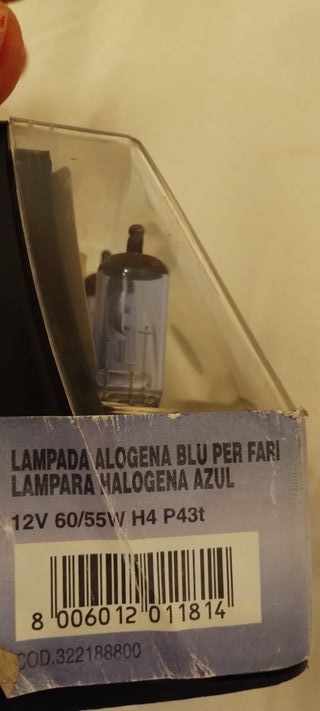 LAMPADA ALOGENA BLU PER FARI
LAMPARA HALOGENA AZUL
12V 60/55W H4 P43t
8 006012 011814
COD.322188800